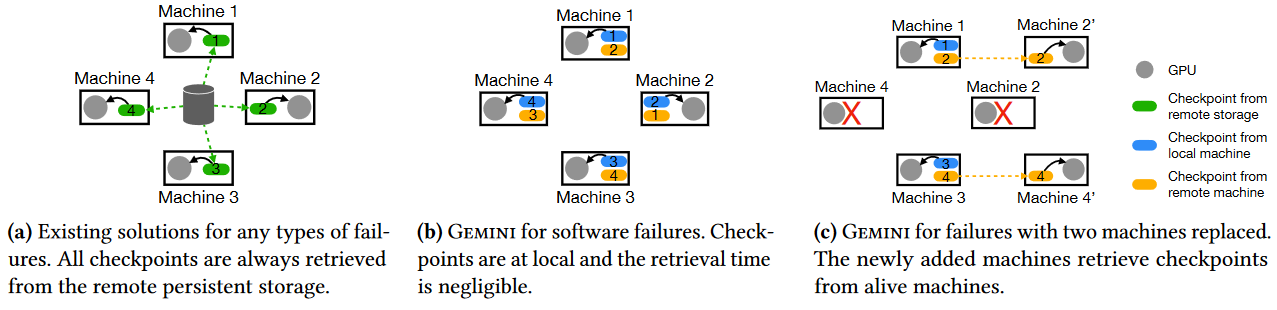 Machine 1
1
Machine 4
4
Machine 2
2
3
Machine 3
Machine 1
1
2
Machine 4
4
3
Machine 2
2
1
3
4
Machine 3
Machine 1
1
2
Machine 2’
2
Machine 4
X
Machine 2
X
3
4
Machine 3
4
Machine 4’
GPU
Checkpoint from
remote storage
Checkpoint from
local machine
Checkpoint from
remote machine
(a) Existing solutions for any types of fail-
ures. All checkpoints are always retrieved
from the remote persistent storage.
(b) GEMINI for software failures. Check-
points are at local and the retrieval time
is negligible.
(c) GEMINI for failures with two machines replaced.
The newly added machines retrieve checkpoints
from alive machines.